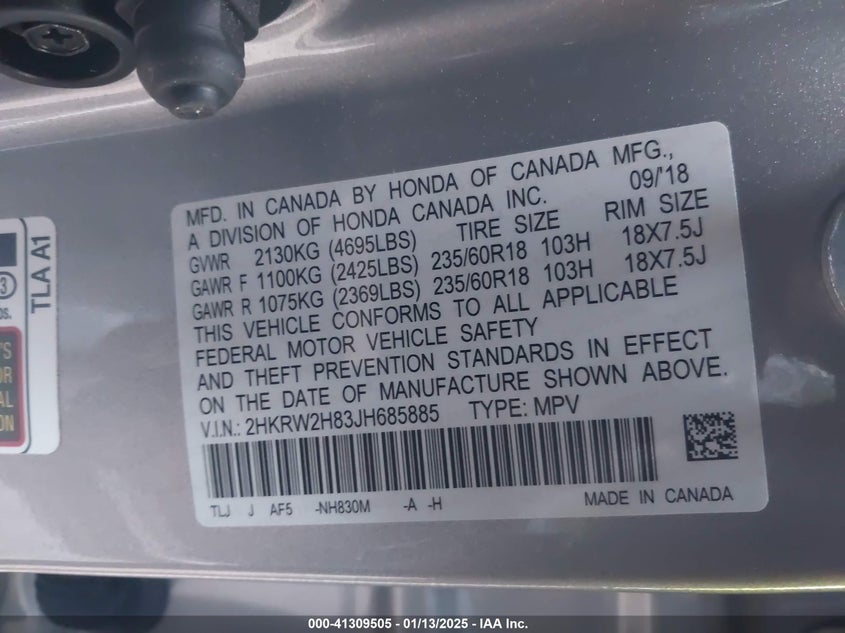 MFD. IN CANADA BY HONDA OF CANADA MFG.,
A DIVISION OF HONDA CANADA INC. 09/'18
GVWR 2130KG (4695LBS) TIRE SIZE RIM SIZE
GAWR F 1100KG (2425LBS) 235/60R18 103H 18X7.5J
GAWR R 1075KG (2369LBS) 235/60R18 103H 18X7.5J
THIS VEHICLE CONFORMS TO ALL APPLICABLE
FEDERAL MOTOR VEHICLE SAFETY
AND THEFT PREVENTION STANDARDS IN EFFECT
ON THE DATE OF MANUFACTURE SHOWN ABOVE.
V.I.N.: 2HKRW2H83JH685885 TYPE: MPV
TLJ J AF5 -NH830M -A -H MADE IN CANADA
TLA A1
3
000-41309505 — 01/13/2025 — IAA Inc.